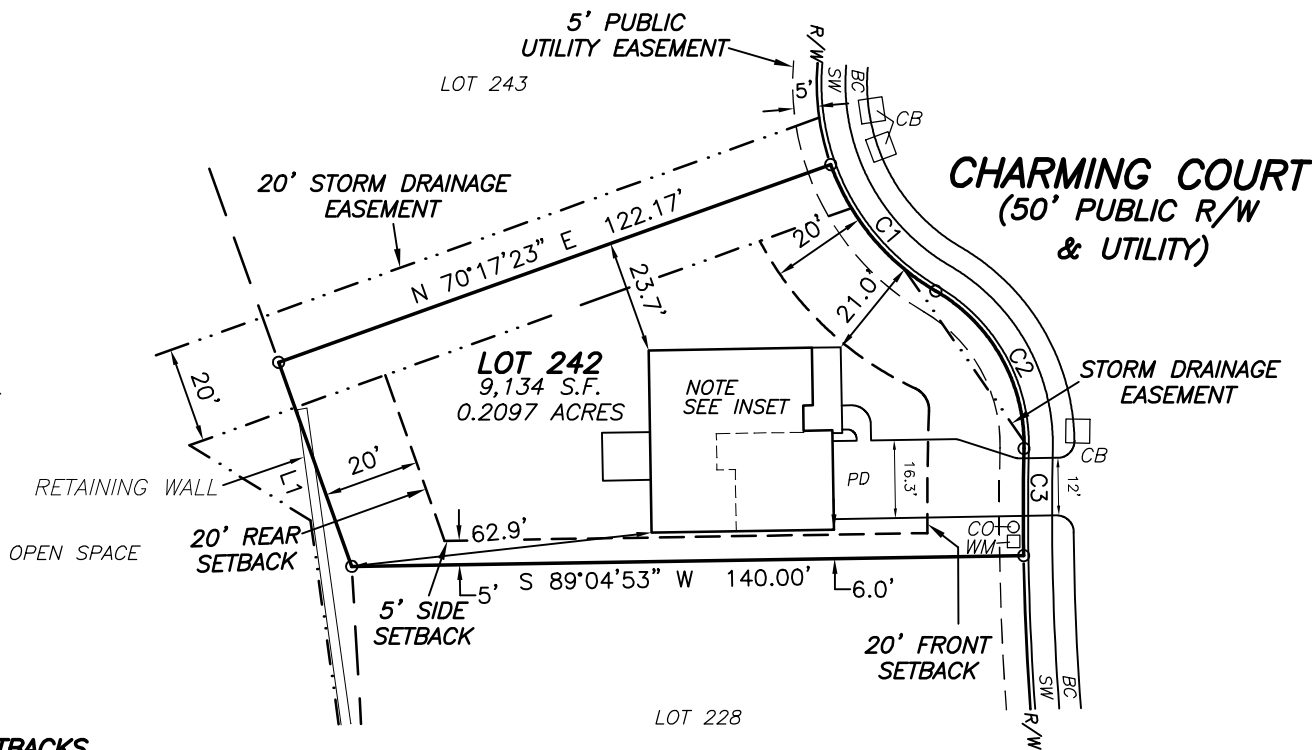 5' PUBLIC
UTILITY EASEMENT
R/W
SW
BC
LOT 243
5'
CB
CHARMING COURT
(50' PUBLIC R/W
& UTILITY)
20' STORM DRAINAGE
EASEMENT
N 70°17'23" E 122.17'
20'
C1
23.7'
21.0'
C2
LOT 242
9,134 S.F.
0.2097 ACRES
NOTE
SEE INSET
STORM DRAINAGE
EASEMENT
20'
20'
CB
RETAINING WALL
L1
PD
16.3'
C3
12'
OPEN SPACE
20' REAR
SETBACK
62.9'
CO
WM
5'
S 89°04'53" W 140.00'
6.0'
5' SIDE
SETBACK
20' FRONT
SETBACK
SW
BC
LOT 228
R/W
TBACKS